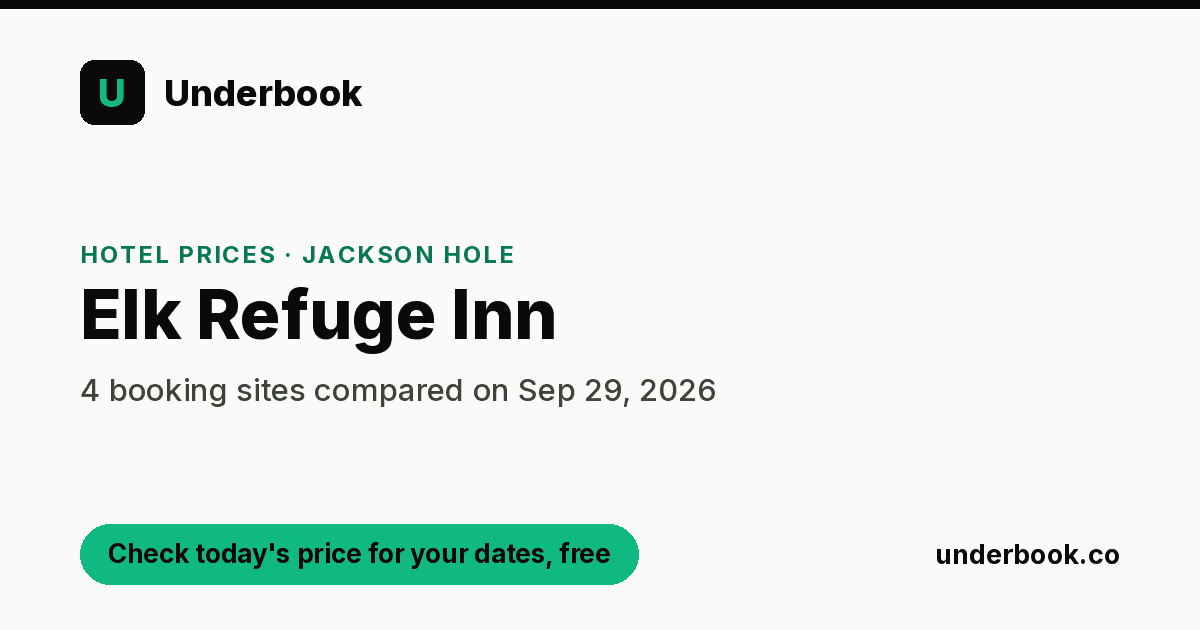 U Underbook
HOTEL PRICES · JACKSON HOLE
Elk Refuge Inn
4 booking sites compared on Sep 29, 2026
Check today's price for your dates, free
underbook.co